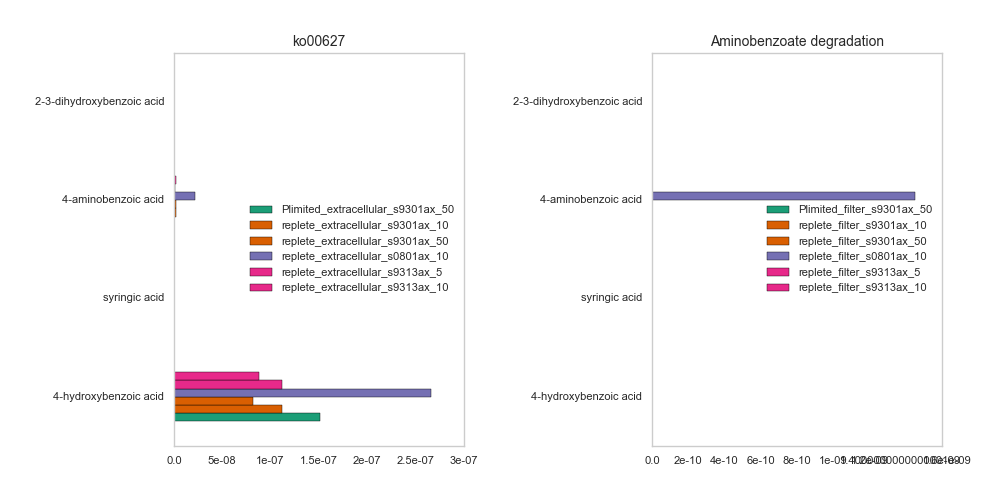 ko00627
2-3-dihydroxybenzoic acid
4-aminobenzoic acid
syringic acid
4-hydroxybenzoic acid
Plimited_extracellular_s9301ax_50
replete_extracellular_s9301ax_10
replete_extracellular_s9301ax_50
replete_extracellular_s0801ax_10
replete_extracellular_s9313ax_5
replete_extracellular_s9313ax_10
0.0 5e-08 1e-07 1.5e-07 2e-07 2.5e-07 3e-07
Aminobenzoate degradation
2-3-dihydroxybenzoic acid
4-aminobenzoic acid
syringic acid
4-hydroxybenzoic acid
Plimited_filter_s9301ax_50
replete_filter_s9301ax_10
replete_filter_s9301ax_50
replete_filter_s0801ax_10
replete_filter_s9313ax_5
replete_filter_s9313ax_10
0.0 2e-10 4e-10 6e-10 8e-10